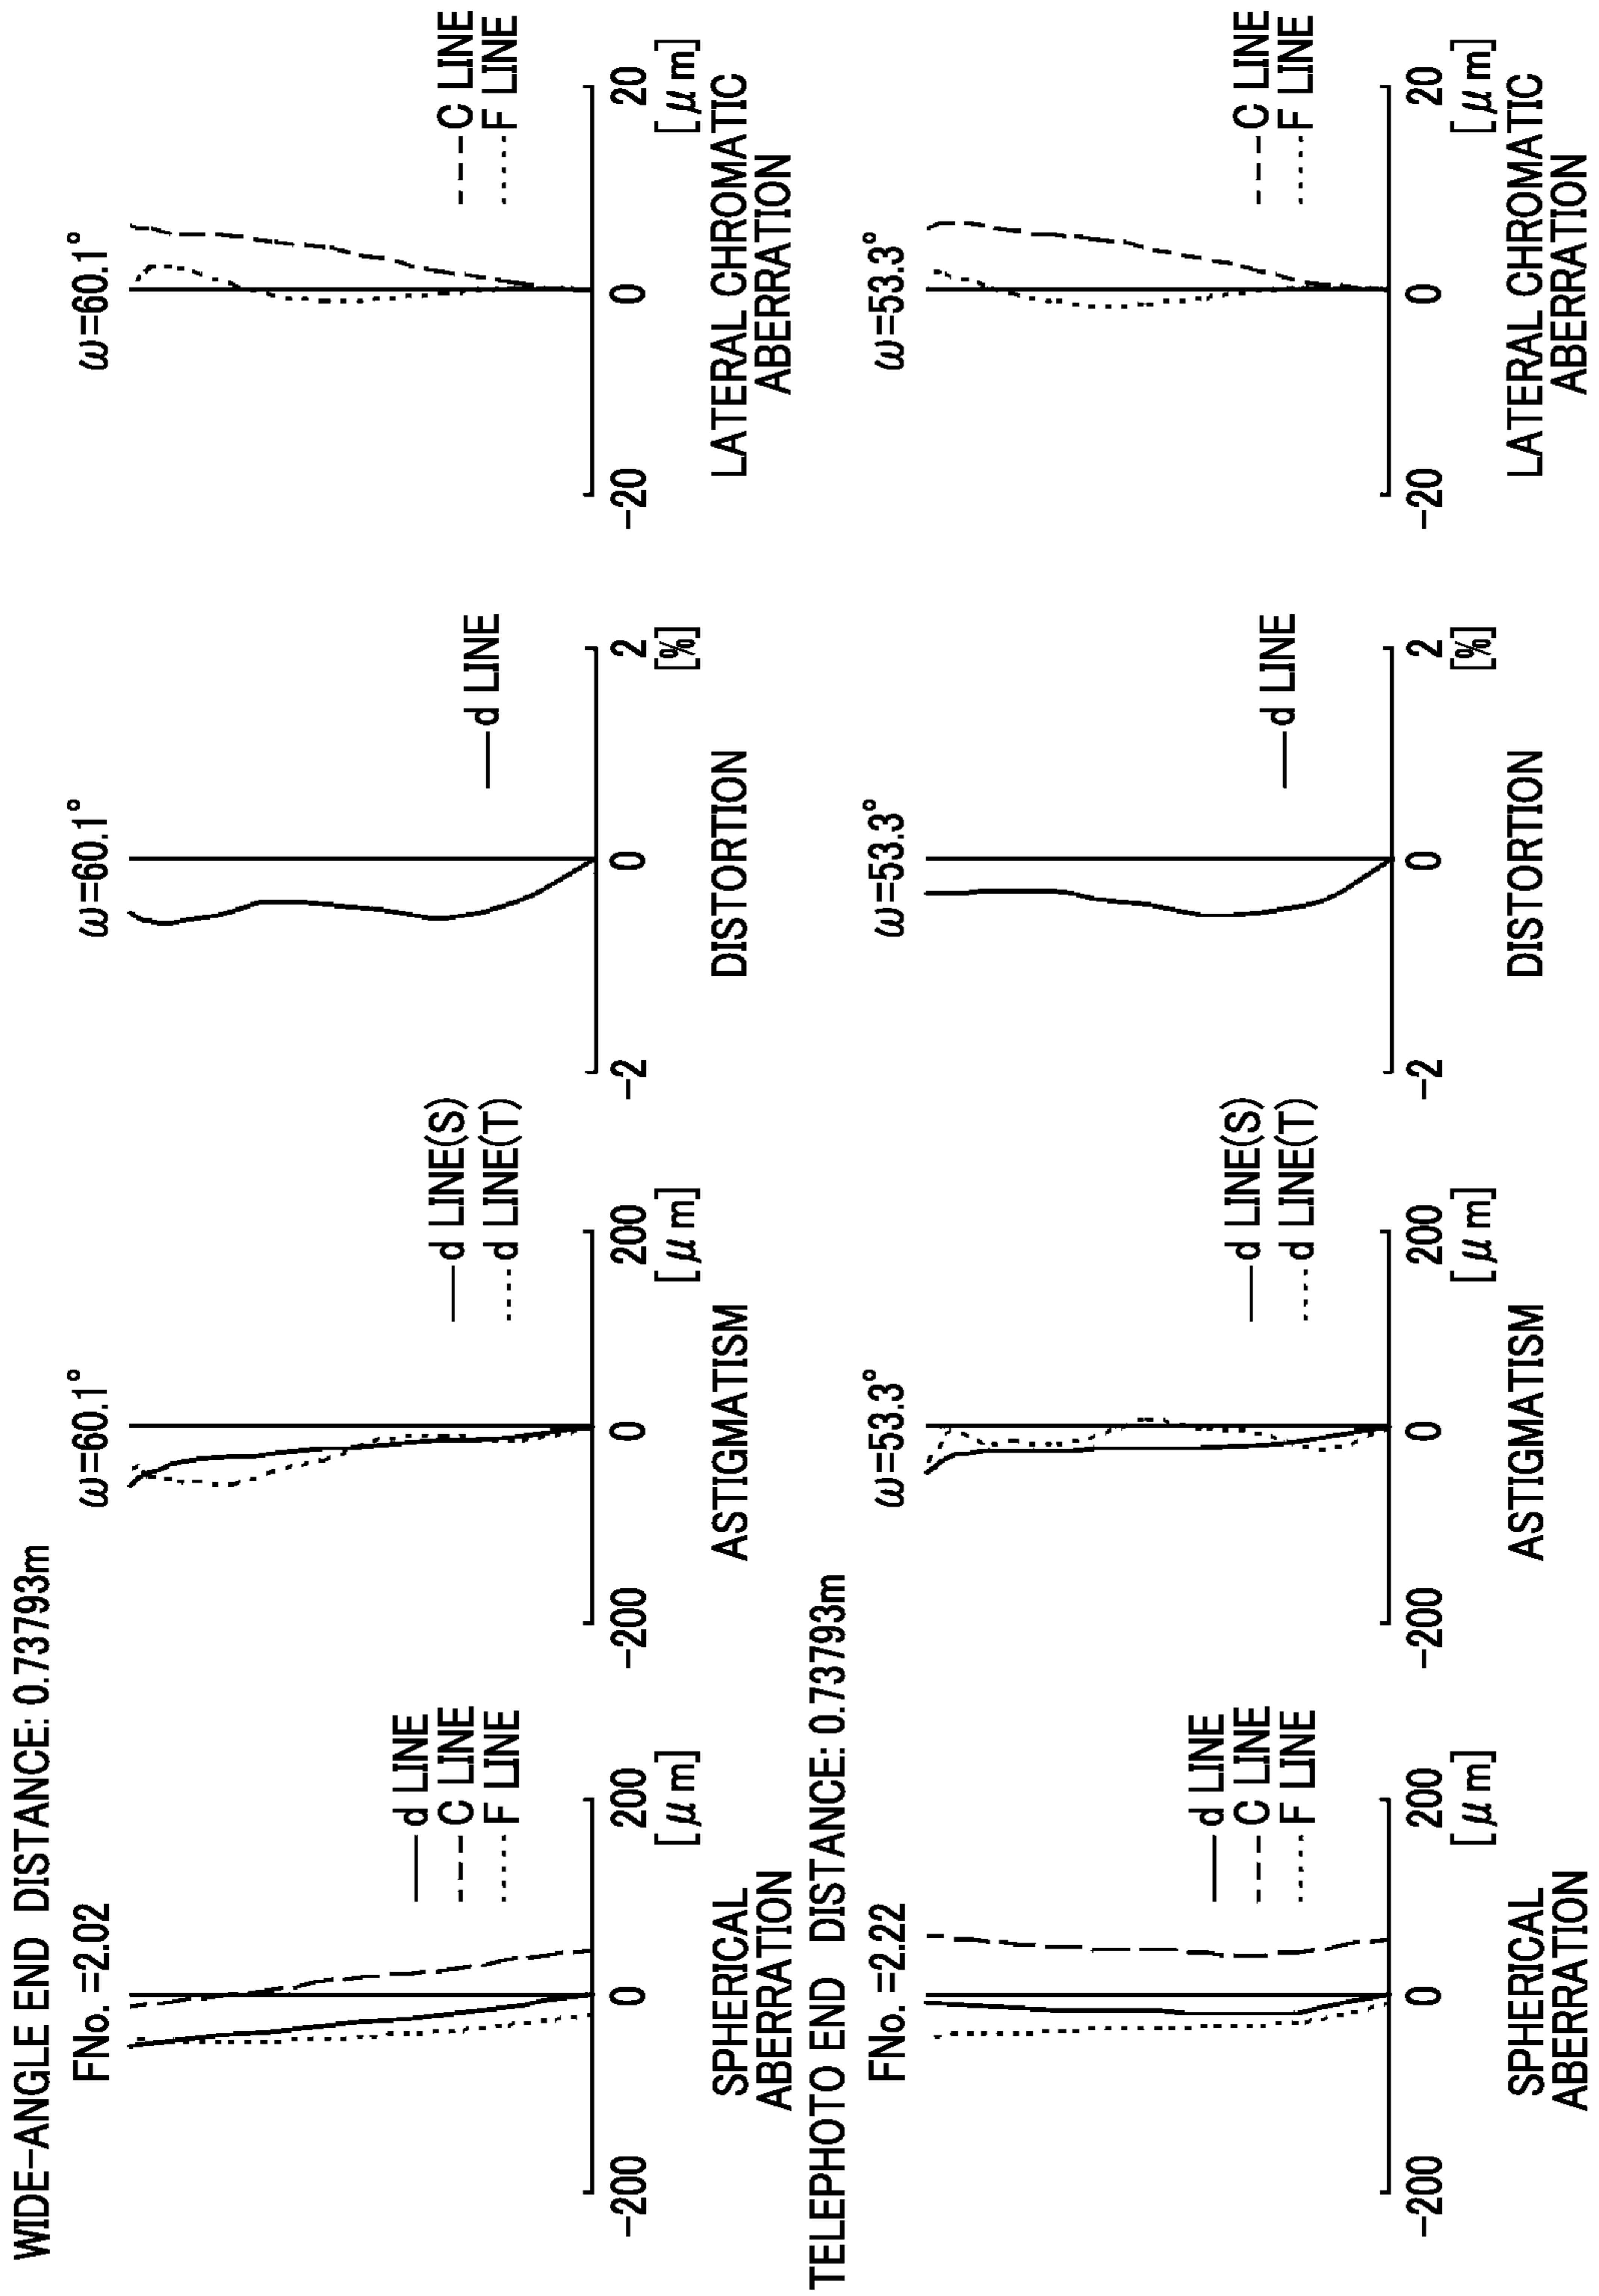 WIDE-ANGLE END DISTANCE: 0.73793m
FNo. =2.02
d LINE
C LINE
F LINE
-200
0
200
[μm]
SPHERICAL
ABERRATION
ω=60.1°
d LINE(S)
d LINE(T)
-200
0
200
[μm]
ASTIGMATISM
ω=60.1°
d LINE
-2
0
2
[%]
DISTORTION
ω=60.1°
C LINE
F LINE
-20
0
20
[μm]
LATERAL CHROMATIC
ABERRATION
TELEPHOTO END DISTANCE: 0.73793m
FNo. =2.22
d LINE
C LINE
F LINE
-200
0
200
[μm]
SPHERICAL
ABERRATION
ω=53.3°
d LINE(S)
d LINE(T)
-200
0
200
[μm]
ASTIGMATISM
ω=53.3°
d LINE
-2
0
2
[%]
DISTORTION
ω=53.3°
C LINE
F LINE
-20
0
20
[μm]
LATERAL CHROMATIC
ABERRATION